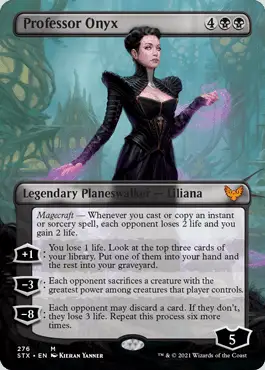 Professor Onyx 4
Legendary Planeswalker — Liliana
Magecraft — Whenever you cast or copy an instant
or sorcery spell, each opponent loses 2 life and you
gain 2 life.
+1: You lose 1 life. Look at the top three cards of
your library. Put one of them into your hand and
the rest into your graveyard.
−3: Each opponent sacrifices a creature with the
greatest power among creatures that player controls.
−8: Each opponent may discard a card. If they don't,
they lose 3 life. Repeat this process six more
times.
5
276 M
STX • EN KIERAN YANNER ™ & © 2021 Wizards of the Coast